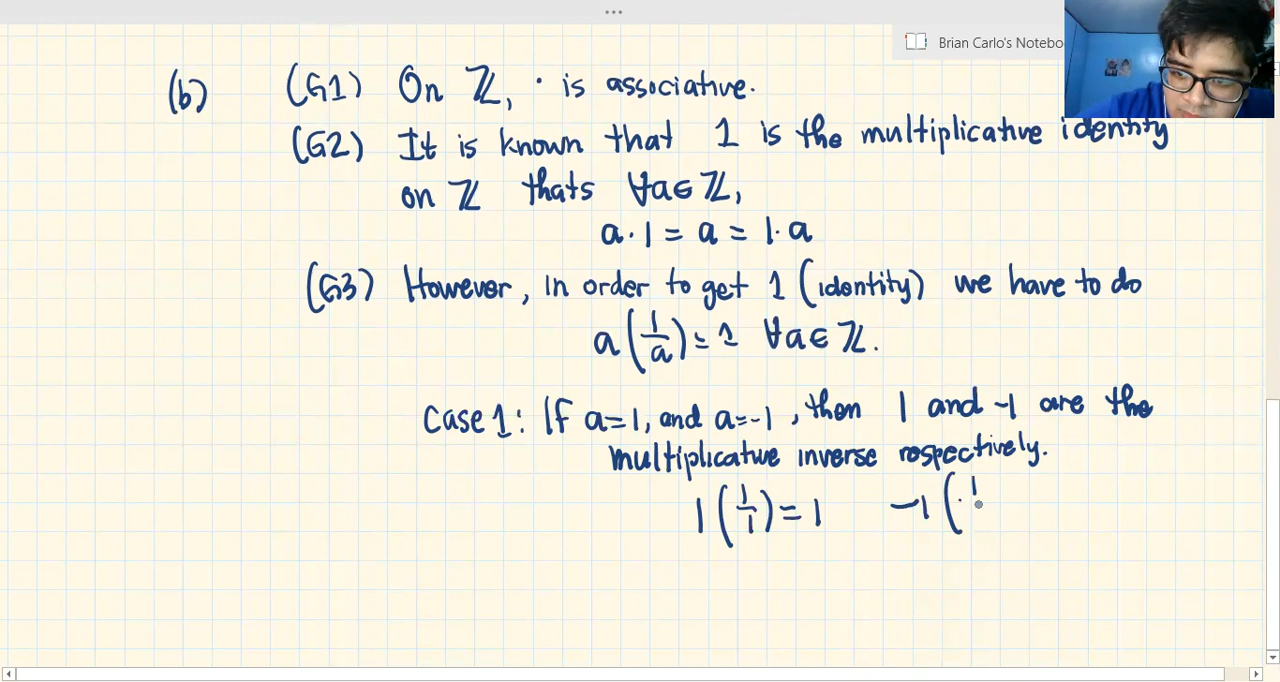 ...
Brian Carlo's Notebo
(b) (G1) On ℤ, · is associative.
(G2) It is known that 1 is the multiplicative identity
on ℤ thats ∀a∈ℤ,
a·1 = a = 1·a
(G3) However, in order to get 1 (identity) we have to do
a(1/a) = 1 ∀a∈ℤ.
Case 1: If a=1, and a=-1, then 1 and -1 are the
multiplicative inverse respectively.
1(1/1) = 1 -1(·1